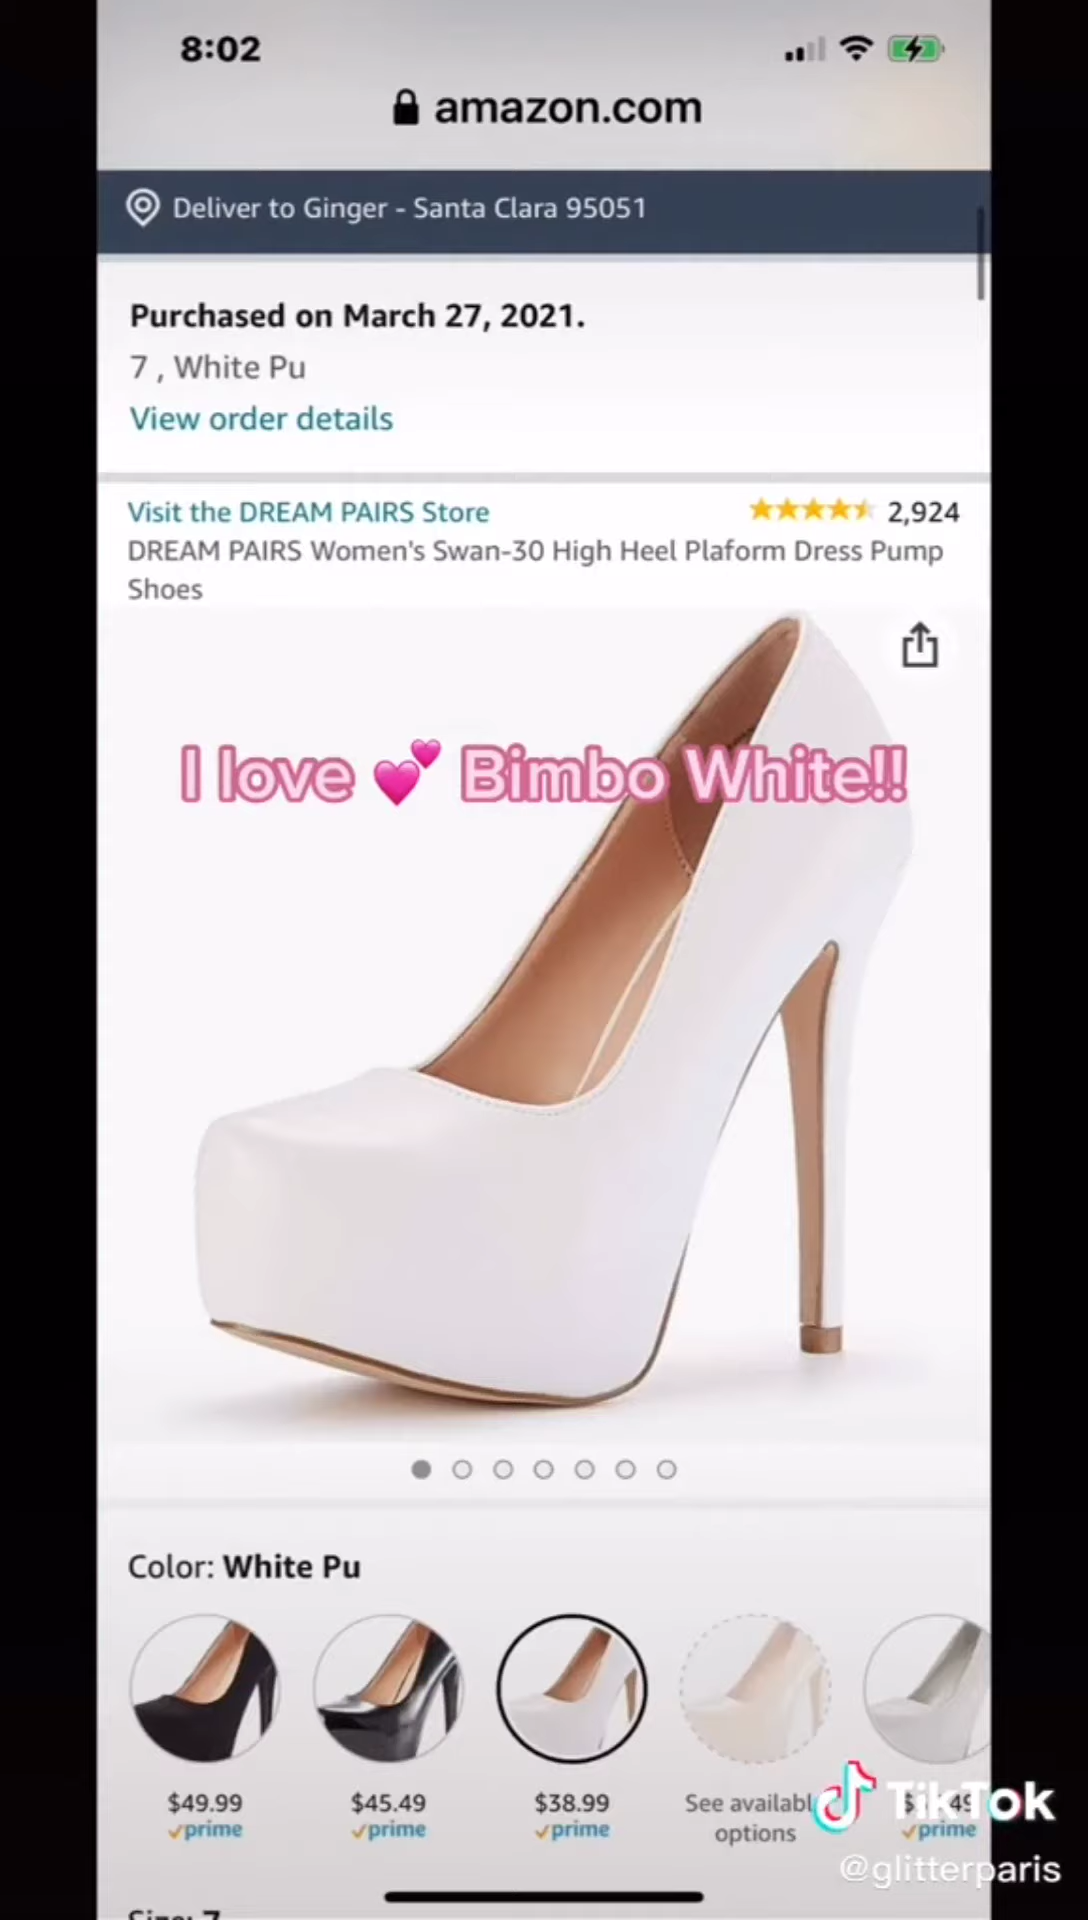 8:02
amazon.com
Deliver to Ginger - Santa Clara 95051
Purchased on March 27, 2021.
7 , White Pu
View order details
Visit the DREAM PAIRS Store 2,924
DREAM PAIRS Women's Swan-30 High Heel Plaform Dress Pump
Shoes
I love 💕 Bimbo White!!
Color: White Pu
$49.99 $45.49 $38.99 See availabl
prime prime prime options prime
TikTok
@glitterparis
Size: 7